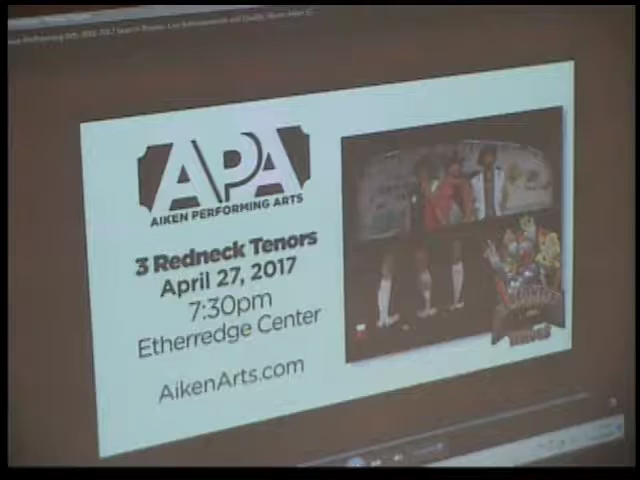 APA
AIKEN PERFORMING ARTS
3 Redneck Tenors
April 27, 2017
7:30pm
Etherredge Center
AikenArts.com